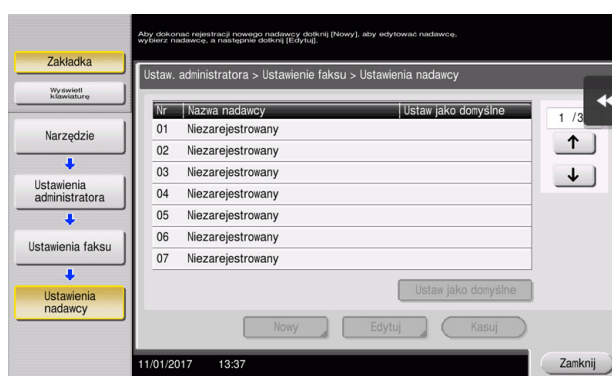 Aby dokonać rejestracji nowego nadawcy dotknij [Nowy], aby edytować nadawcę,
wybierz nadawcę, a następnie dotknij [Edytuj].
Zakładka
Wyświetl
klawiaturę
Narzędzie
Ustawienia
administratora
Ustawienia faksu
Ustawienia
nadawcy
Ustaw. administratora > Ustawienie faksu > Ustawienia nadawcy
Nr Nazwa nadawcy Ustaw jako domyślne
01 Niezarejestrowany
02 Niezarejestrowany
03 Niezarejestrowany
04 Niezarejestrowany
05 Niezarejestrowany
06 Niezarejestrowany
07 Niezarejestrowany
1 /3
Ustaw jako domyślne
Nowy Edytuj Kasuj
11/01/2017 13:37
Zamknij